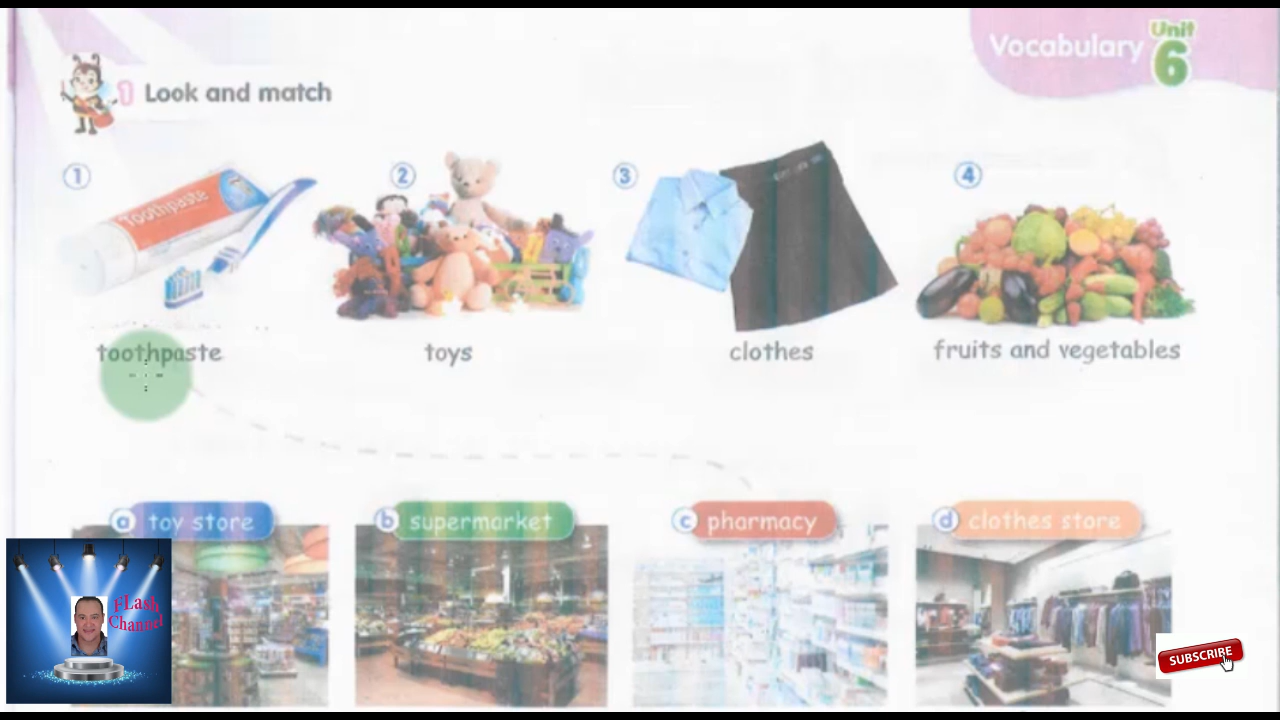 Vocabulary Unit 6
1 Look and match
1
2
3
4
Toothpaste
toothpaste
toys
clothes
fruits and vegetables
a toy store
b supermarket
c pharmacy
d clothes store
FLash
Channel
SUBSCRIBE